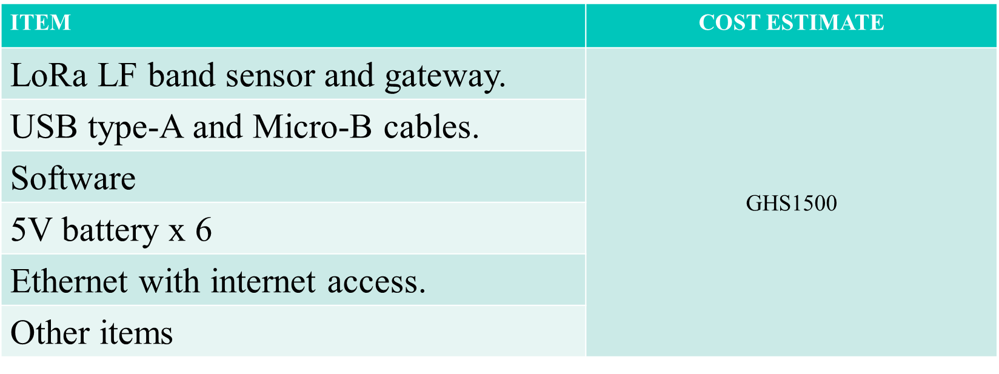 ITEM
COST ESTIMATE
LoRa LF band sensor and gateway.
USB type-A and Micro-B cables.
Software
5V battery x 6
Ethernet with internet access.
Other items
GHS1500